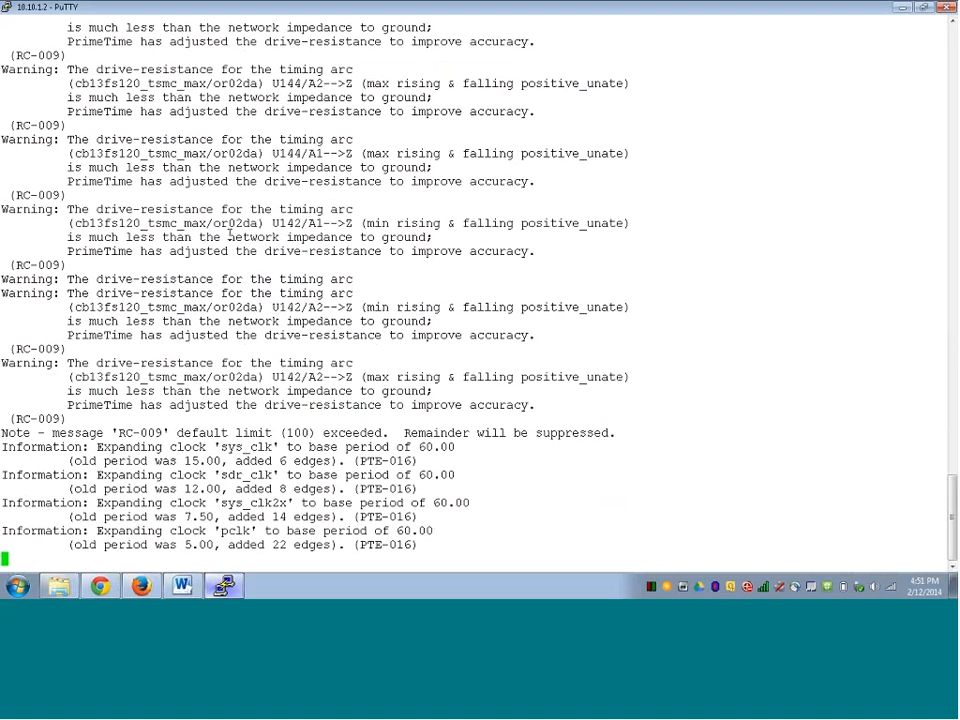 10.10.1.2 - PuTTY
is much less than the network impedance to ground;
PrimeTime has adjusted the drive-resistance to improve accuracy.
(RC-009)
Warning: The drive-resistance for the timing arc
(cb13fs120_tsmc_max/or02da) U144/A2-->Z (max rising & falling positive_unate)
is much less than the network impedance to ground;
PrimeTime has adjusted the drive-resistance to improve accuracy.
(RC-009)
Warning: The drive-resistance for the timing arc
(cb13fs120_tsmc_max/or02da) U144/A1-->Z (max rising & falling positive_unate)
is much less than the network impedance to ground;
PrimeTime has adjusted the drive-resistance to improve accuracy.
(RC-009)
Warning: The drive-resistance for the timing arc
(cb13fs120_tsmc_max/or02da) U142/A1-->Z (min rising & falling positive_unate)
is much less than the network impedance to ground;
PrimeTime has adjusted the drive-resistance to improve accuracy.
(RC-009)
Warning: The drive-resistance for the timing arc
Warning: The drive-resistance for the timing arc
(cb13fs120_tsmc_max/or02da) U142/A2-->Z (min rising & falling positive_unate)
is much less than the network impedance to ground;
PrimeTime has adjusted the drive-resistance to improve accuracy.
(RC-009)
Warning: The drive-resistance for the timing arc
(cb13fs120_tsmc_max/or02da) U142/A2-->Z (max rising & falling positive_unate)
is much less than the network impedance to ground;
PrimeTime has adjusted the drive-resistance to improve accuracy.
(RC-009)
Note - message 'RC-009' default limit (100) exceeded.  Remainder will be suppressed.
Information: Expanding clock 'sys_clk' to base period of 60.00
(old period was 15.00, added 6 edges). (PTE-016)
Information: Expanding clock 'sdr_clk' to base period of 60.00
(old period was 12.00, added 8 edges). (PTE-016)
Information: Expanding clock 'sys_clk2x' to base period of 60.00
(old period was 7.50, added 14 edges). (PTE-016)
Information: Expanding clock 'pclk' to base period of 60.00
(old period was 5.00, added 22 edges). (PTE-016)
4:51 PM
2/12/2014